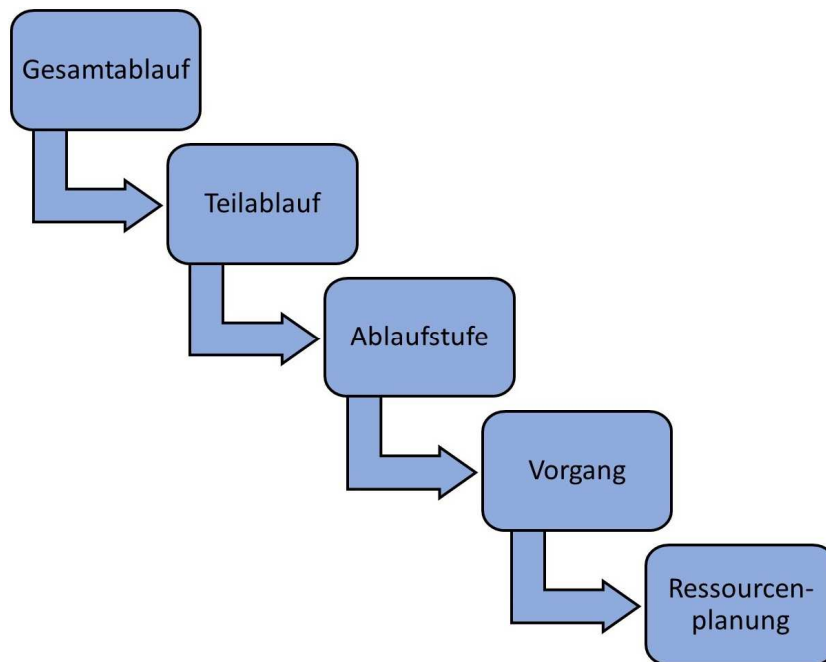 Gesamtablauf
Teilablauf
Ablaufstufe
Vorgang
Ressourcen-
planung